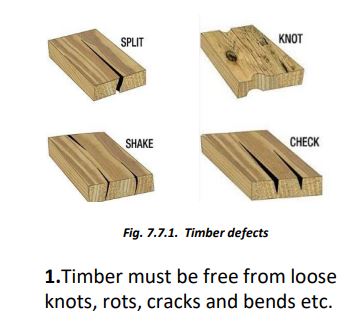 SPLIT
KNOT
SHAKE
CHECK
Fig. 7.7.1. Timber defects
1.Timber must be free from loose
knots, rots, cracks and bends etc.